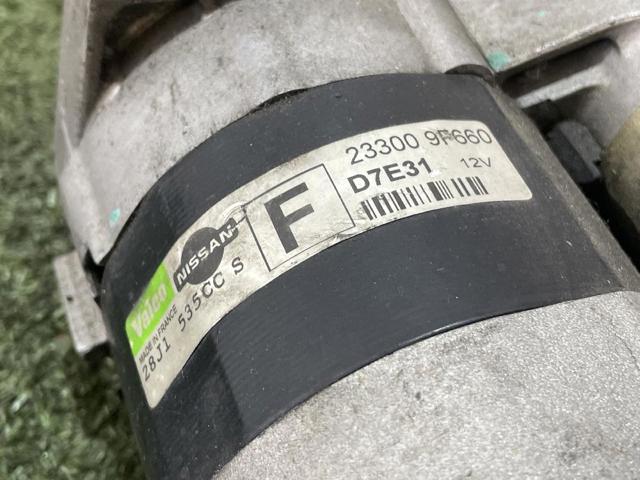 23300 9F660
D7E31 12V
F
NISSAN
Valeo
MADE IN FRANCE
28J1 535CC S